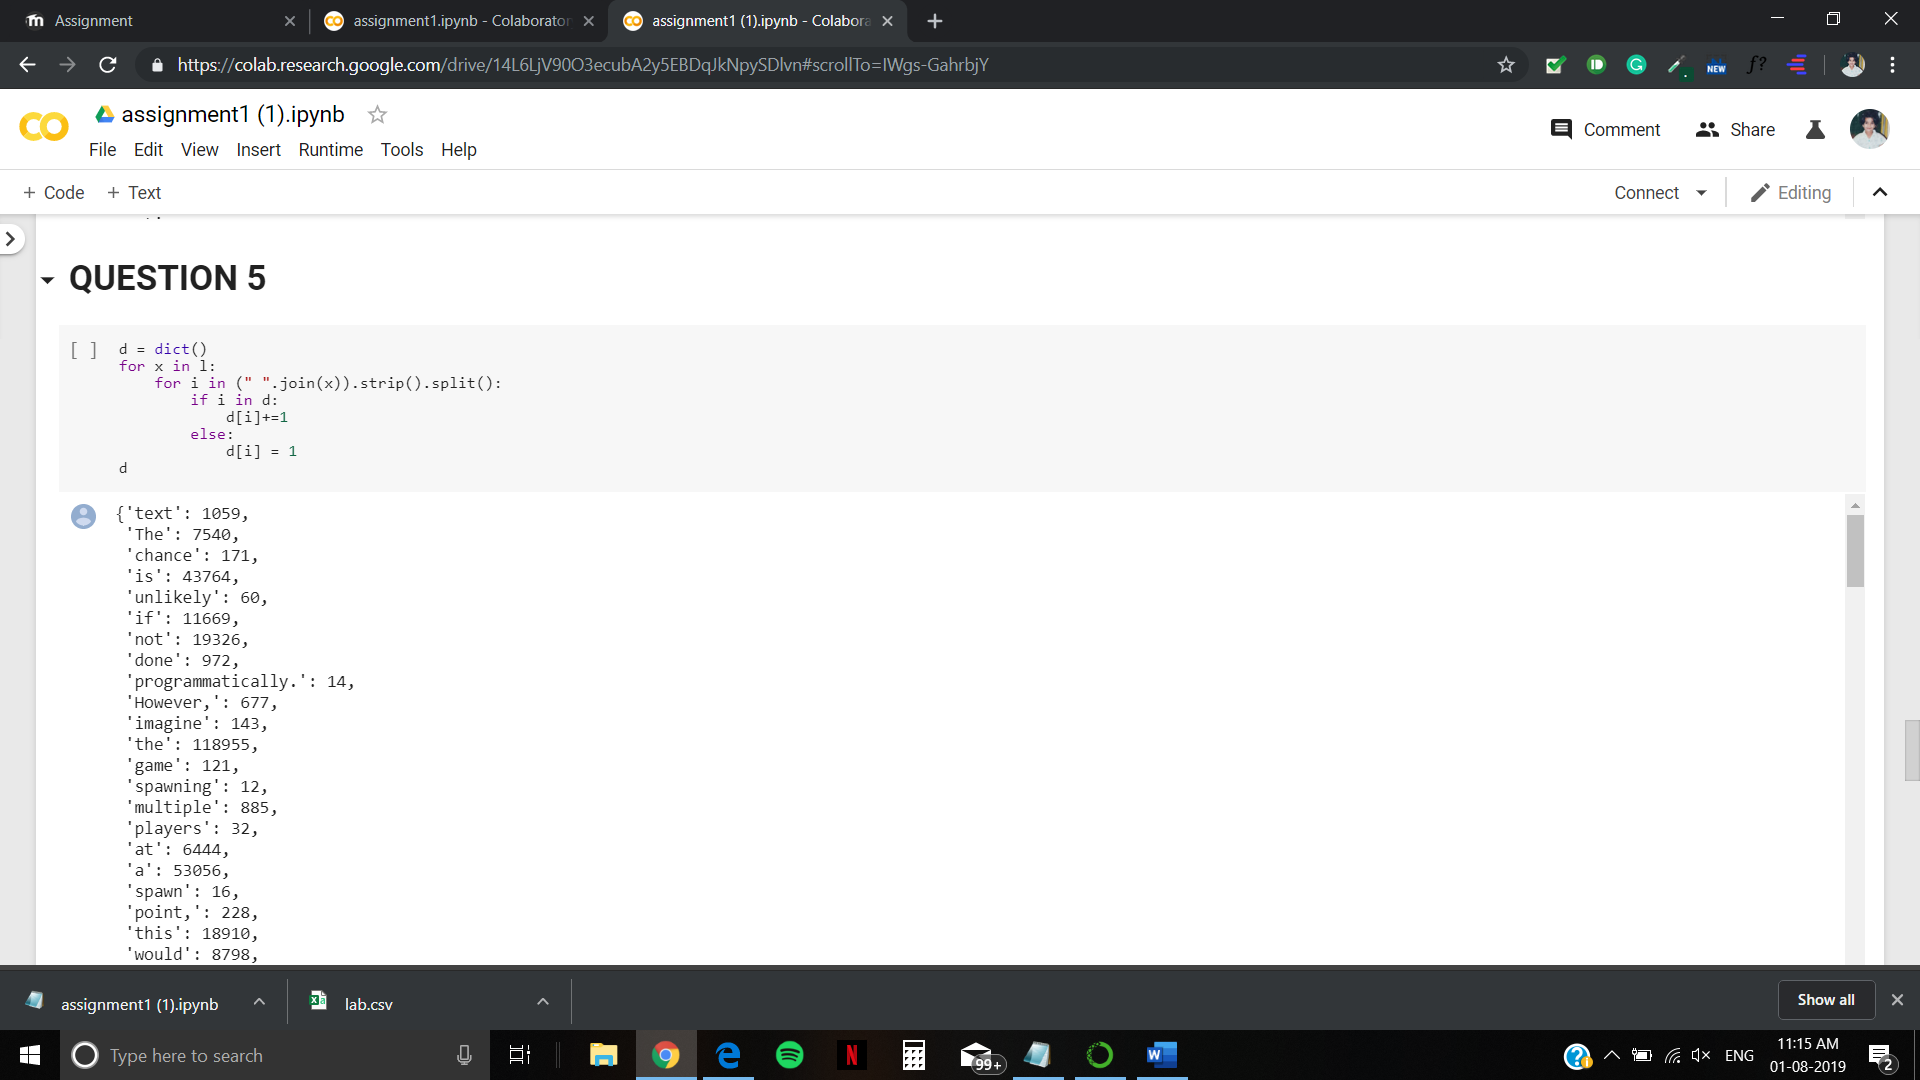 Assignment
assignment1.ipynb - Colaborator
assignment1 (1).ipynb - Colabora
https://colab.research.google.com/drive/14L6LjV90O3ecubA2y5EBDqJkNpySDlvn#scrollTo=IWgs-GahrbjY
NEW
f?
assignment1 (1).ipynb
Comment
Share
File Edit View Insert Runtime Tools Help
+ Code + Text
Connect
Editing
QUESTION 5
[ ] d = dict()
for x in l:
for i in (" ".join(x)).strip().split():
if i in d:
d[i]+=1
else:
d[i] = 1
d
{'text': 1059,
'The': 7540,
'chance': 171,
'is': 43764,
'unlikely': 60,
'if': 11669,
'not': 19326,
'done': 972,
'programmatically.': 14,
'However,': 677,
'imagine': 143,
'the': 118955,
'game': 121,
'spawning': 12,
'multiple': 885,
'players': 32,
'at': 6444,
'a': 53056,
'spawn': 16,
'point,': 228,
'this': 18910,
'would': 8798,
assignment1 (1).ipynb
lab.csv
Show all
Type here to search
99+
ENG
11:15 AM
01-08-2019
2